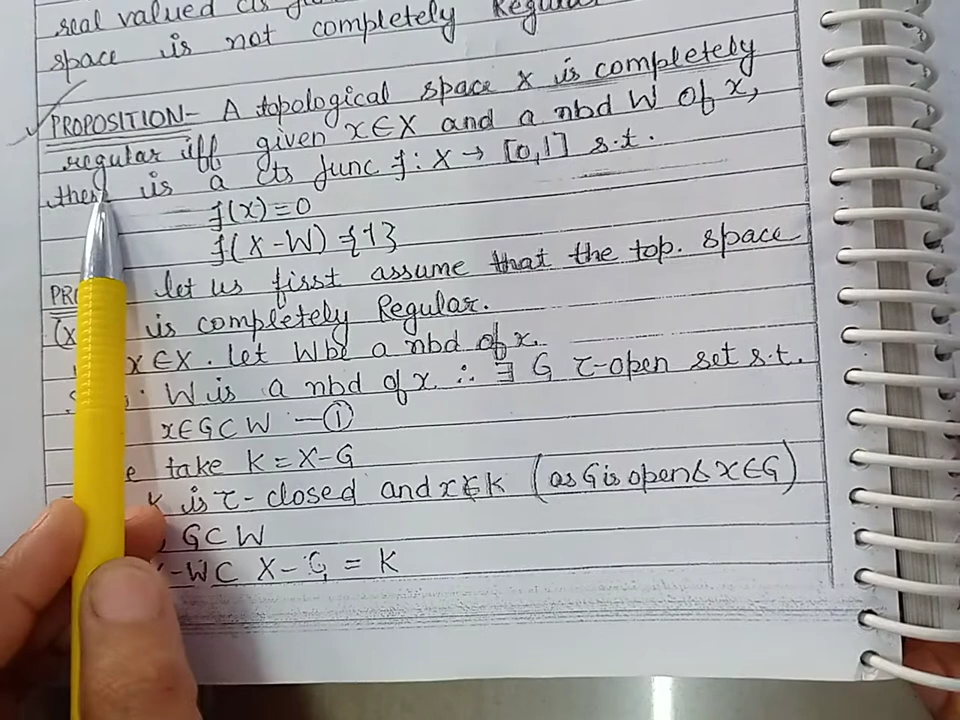 real valued cts
space is not completely Regular
PROPOSITION- A topological space X is completely
regular iff given x∈X and a nbd W of x,
there is a cts func f: X → [0,1] s.t.
f(x)=0
f(X-W)={1}
let us first assume that the top. space
is completely Regular.
x∈X. let W be a nbd of x.
W is a nbd of x ∴ ∃ G τ-open set s.t.
x∈G⊂W —①
take K = X-G
K is τ-closed and x∉K (as G is open & x∈G)
G⊂W
X-W⊂ X-G = K